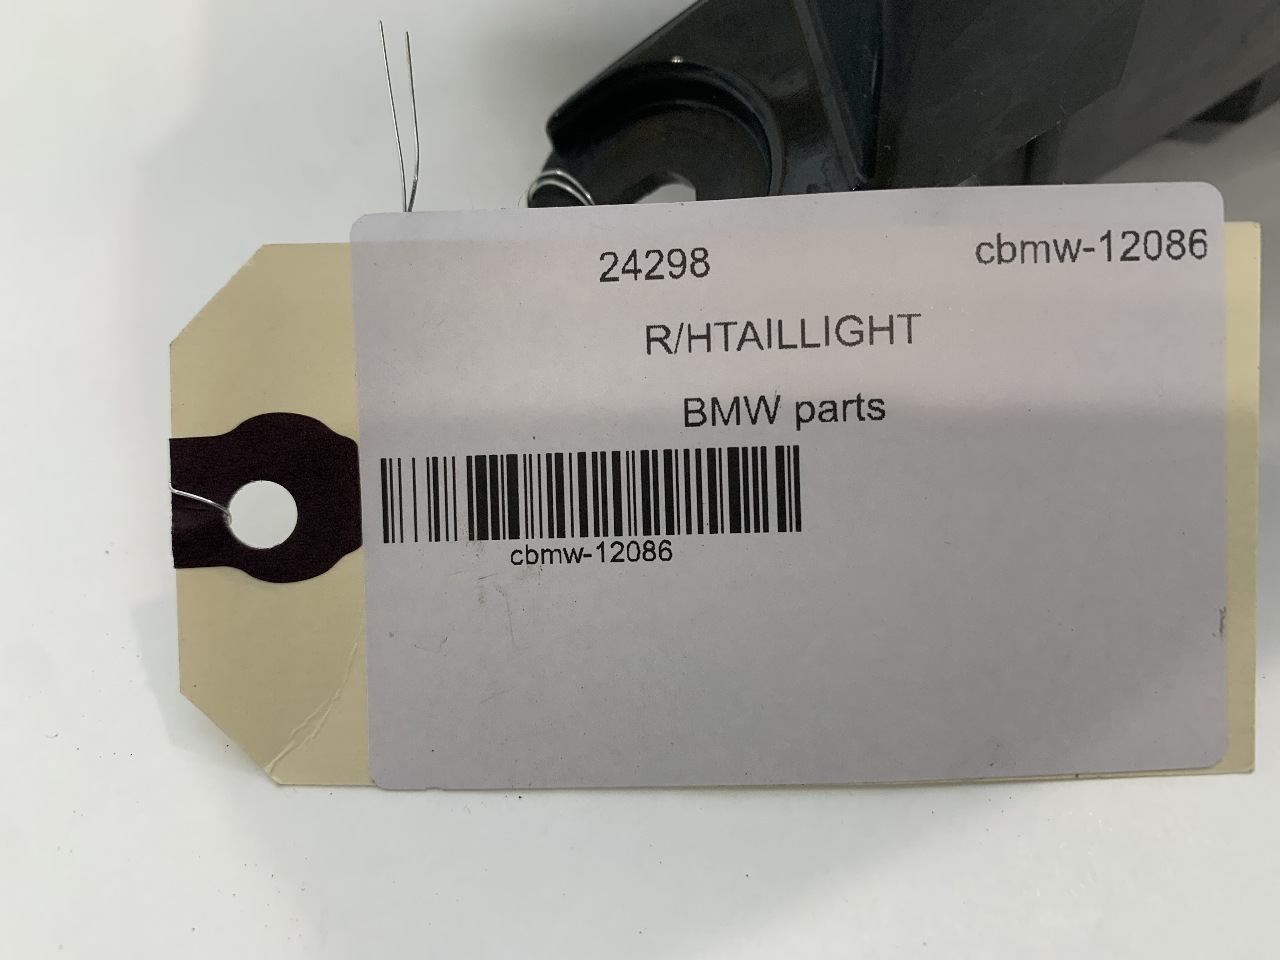 24298 cbmw-12086
R/HTAILLIGHT
BMW parts
cbmw-12086